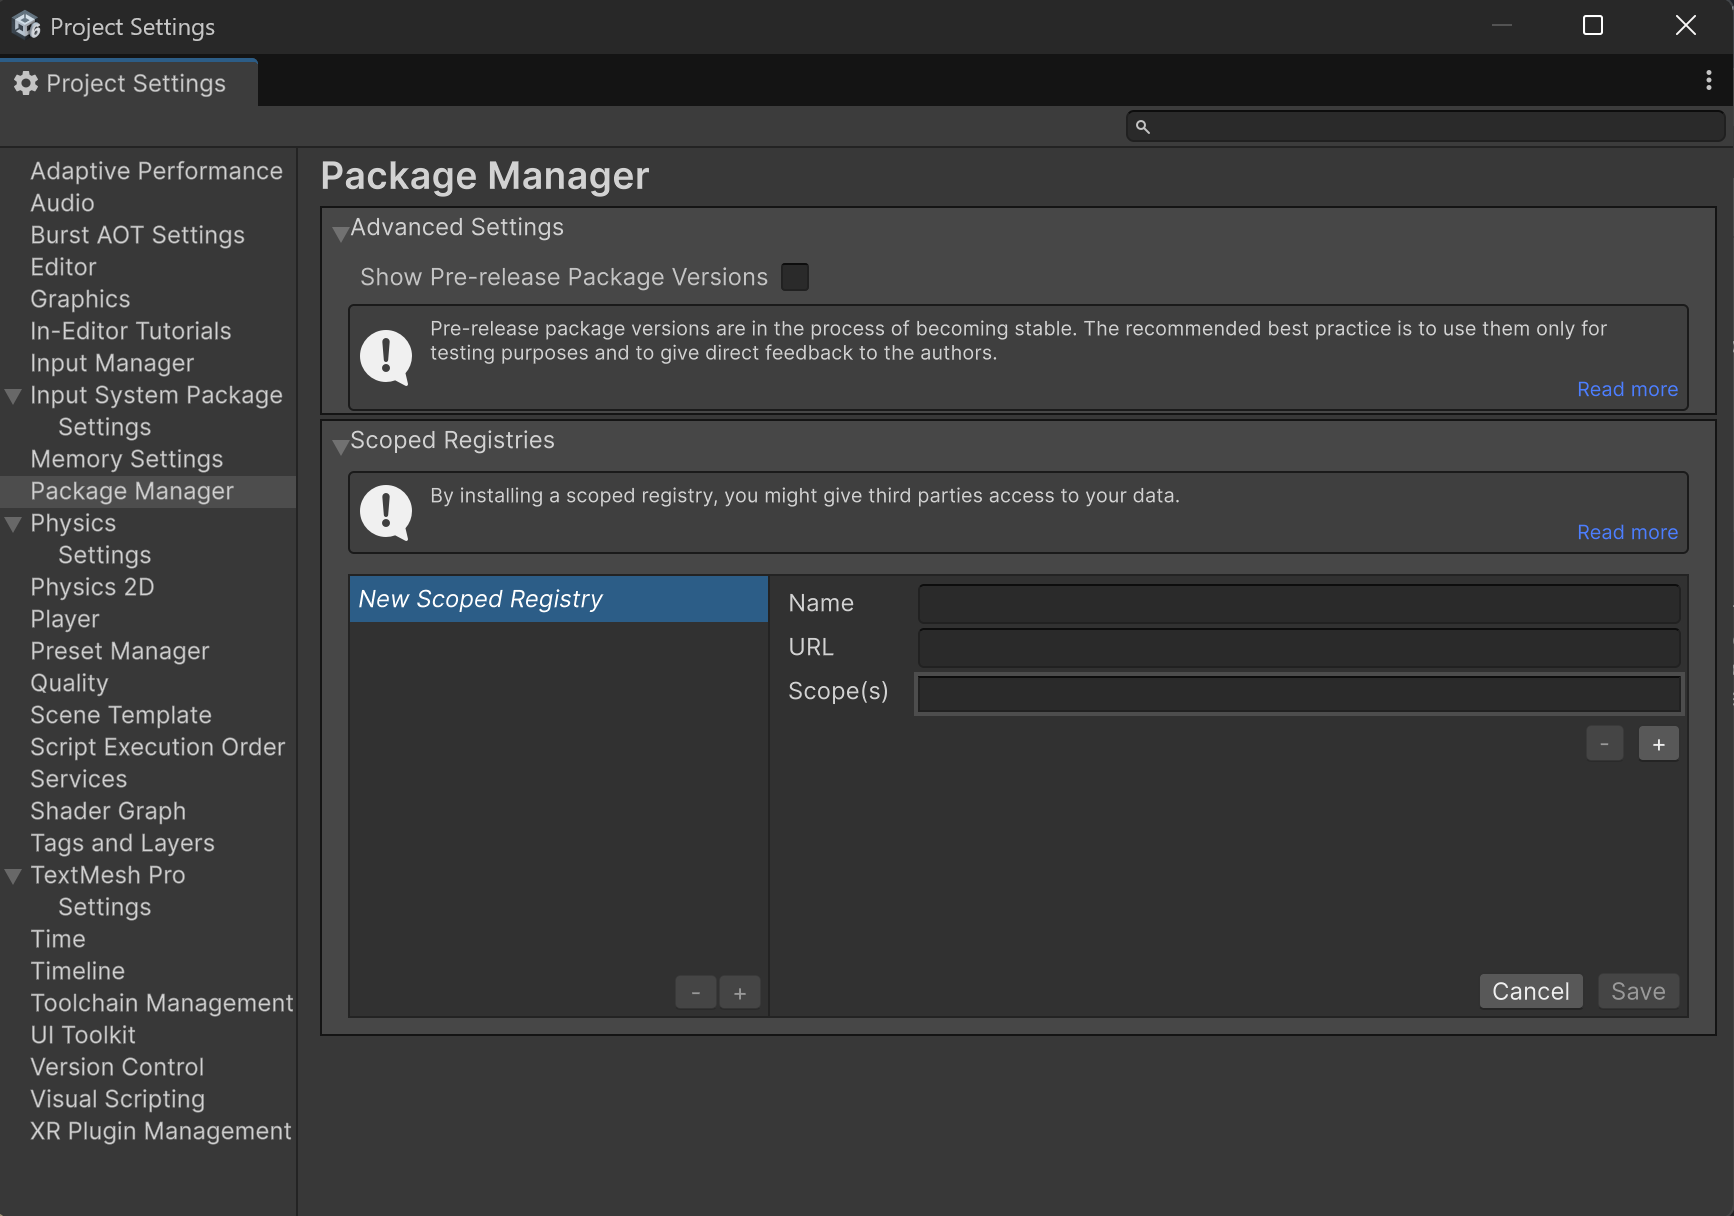 Project Settings
Project Settings
Adaptive Performance
Audio
Burst AOT Settings
Editor
Graphics
In-Editor Tutorials
Input Manager
Input System Package
Settings
Memory Settings
Package Manager
Physics
Settings
Physics 2D
Player
Preset Manager
Quality
Scene Template
Script Execution Order
Services
Shader Graph
Tags and Layers
TextMesh Pro
Settings
Time
Timeline
Toolchain Management
UI Toolkit
Version Control
Visual Scripting
XR Plugin Management
Package Manager
Advanced Settings
Show Pre-release Package Versions
Pre-release package versions are in the process of becoming stable. The recommended best practice is to use them only for
testing purposes and to give direct feedback to the authors.
Read more
Scoped Registries
By installing a scoped registry, you might give third parties access to your data.
Read more
New Scoped Registry
- +
Name
URL
Scope(s)
- +
Cancel Save